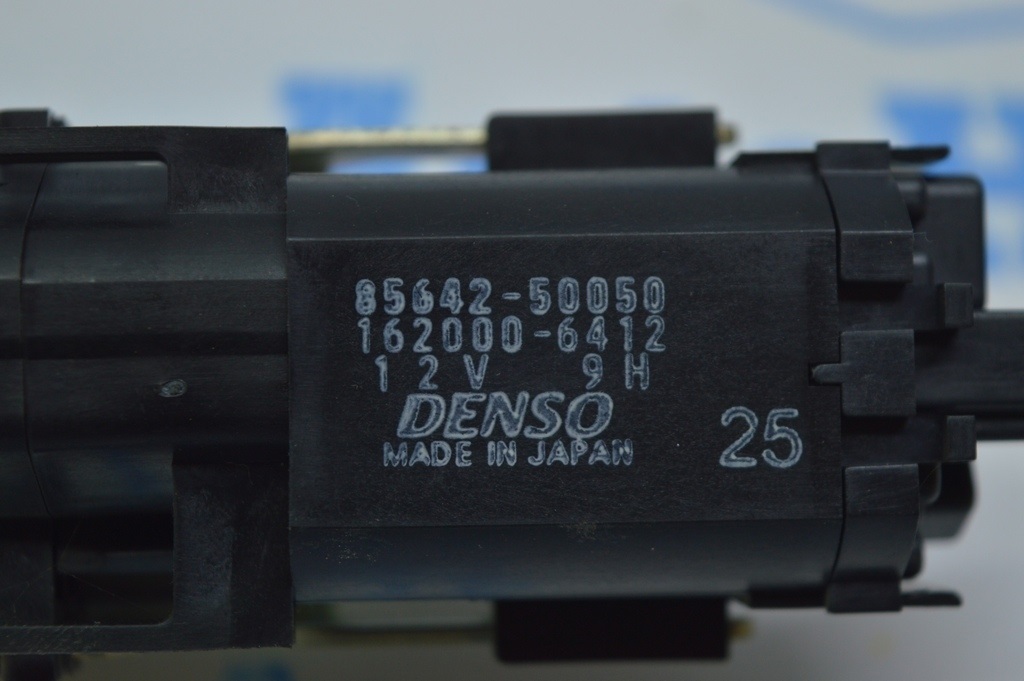 85642-50050
162000-6412
12V 9H
DENSO
MADE IN JAPAN
25